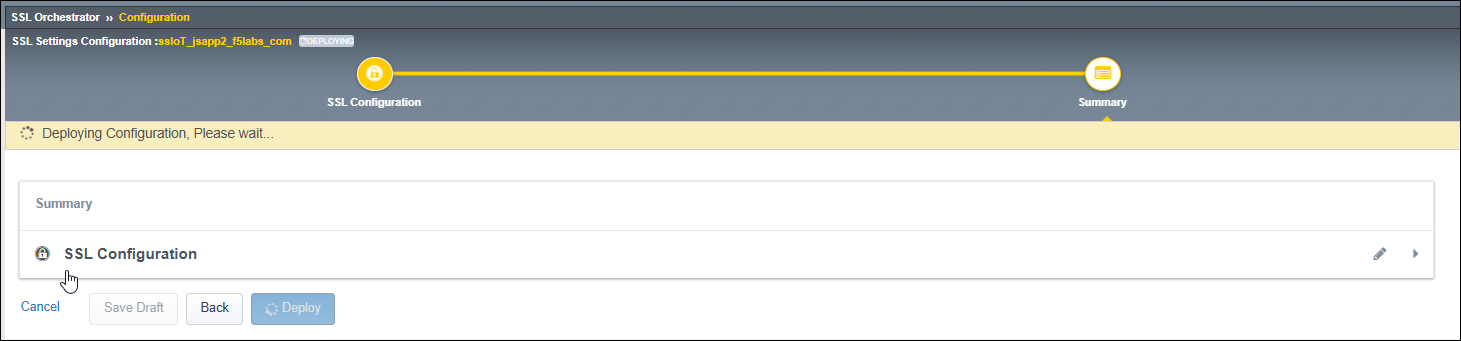 SSL Orchestrator ›› Configuration
SSL Settings Configuration :ssloT_jsapp2_f5labs_com DEPLOYING
SSL Configuration
Summary
Deploying Configuration, Please wait...
Summary
SSL Configuration
Cancel
Save Draft
Back
Deploy